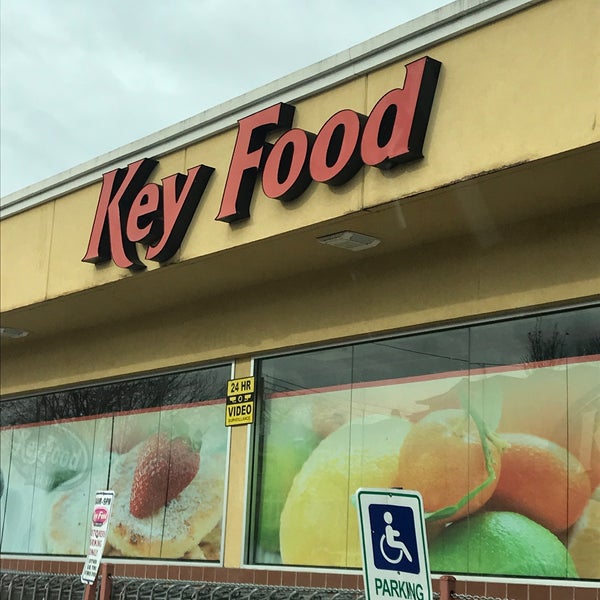 Key Food
24 HR
VIDEO
SURVEILLANCE
PARKING